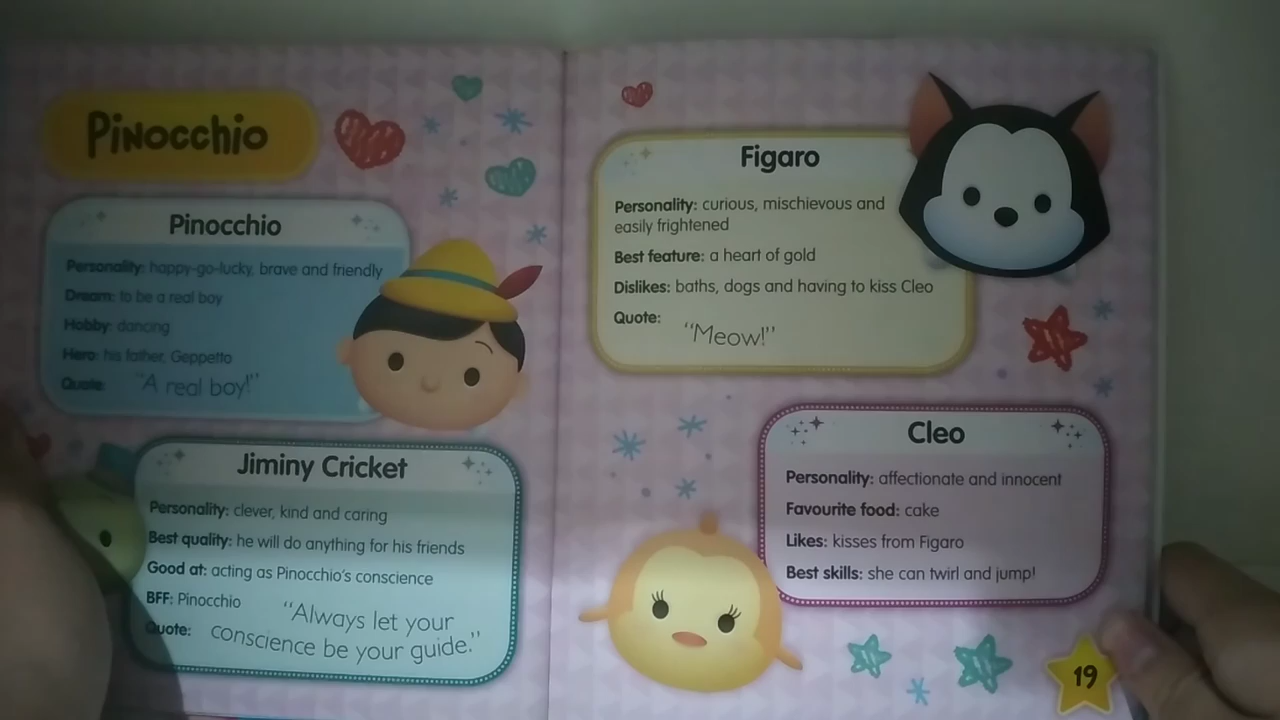 Pinocchio
Pinocchio
Personality: happy-go-lucky, brave and friendly
Dream: to be a real boy
Hobby: dancing
Hero: his father, Geppetto
Quote: "A real boy!"
Jiminy Cricket
Personality: clever, kind and caring
Best quality: he will do anything for his friends
Good at: acting as Pinocchio's conscience
BFF: Pinocchio
Quote: "Always let your
conscience be your guide."
Figaro
Personality: curious, mischievous and
easily frightened
Best feature: a heart of gold
Dislikes: baths, dogs and having to kiss Cleo
Quote:
"Meow!"
Cleo
Personality: affectionate and innocent
Favourite food: cake
Likes: kisses from Figaro
Best skills: she can twirl and jump!
19